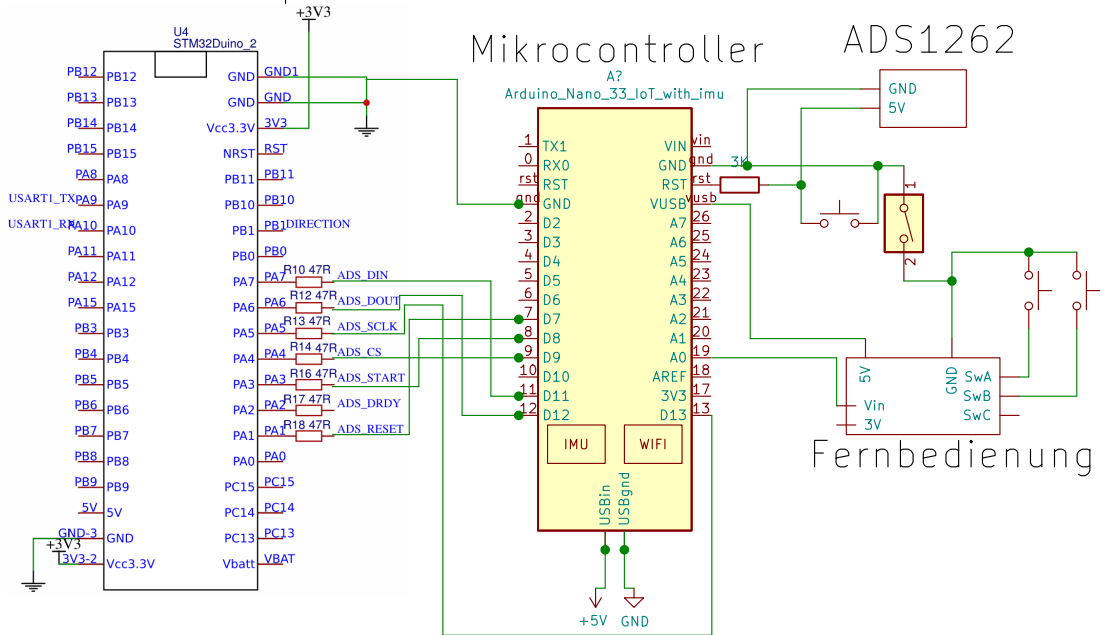 +3V3
U4
STM32Duino_2
PB12 PB12 GND GND1
PB13 PB13 GND GND
PB14 PB14 Vcc3.3V 3V3
PB15 PB15 NRST RST
PA8 PA8 PB11 PB11
USART1_TX PA9 PA9 PB10 PB10
USART1_RX PA10 PA10 PB1 PB1 DIRECTION
PA11 PA11 PB0 PB0
PA12 PA12 PA7 PA7 R10 47R ADS_DIN
PA15 PA15 PA6 PA6 R12 47R ADS_DOUT
PB3 PB3 PA5 PA5 R13 47R ADS_SCLK
PB4 PB4 PA4 PA4 R14 47R ADS_CS
PB5 PB5 PA3 PA3 R16 47R ADS_START
PB6 PB6 PA2 PA2 R17 47R ADS_DRDY
PB7 PB7 PA1 PA1 R18 47R ADS_RESET
PB8 PB8 PA0 PA0
PB9 PB9 PC15 PC15
5V 5V PC14 PC14
GND-3 GND PC13 PC13
+3V3
3V3-2 Vcc3.3V Vbatt VBAT
Mikrocontroller
A?
Arduino_Nano_33_IoT_with_imu
1 TX1 VIN vin
0 RX0 GND gnd
rst RST RST rst 3K
gnd GND VUSB vusb
2 D2 A7 26
3 D3 A6 25
4 D4 A5 24
5 D5 A4 23
6 D6 A3 22
7 D7 A2 21
8 D8 A1 20
9 D9 A0 19
10 D10 AREF 18
11 D11 3V3 17
12 D12 D13 13
IMU WIFI
USBin USBgnd
+5V GND
ADS1262
GND
5V
1
2
5V GND
SwA
Vin SwB
3V SwC
Fernbedienung